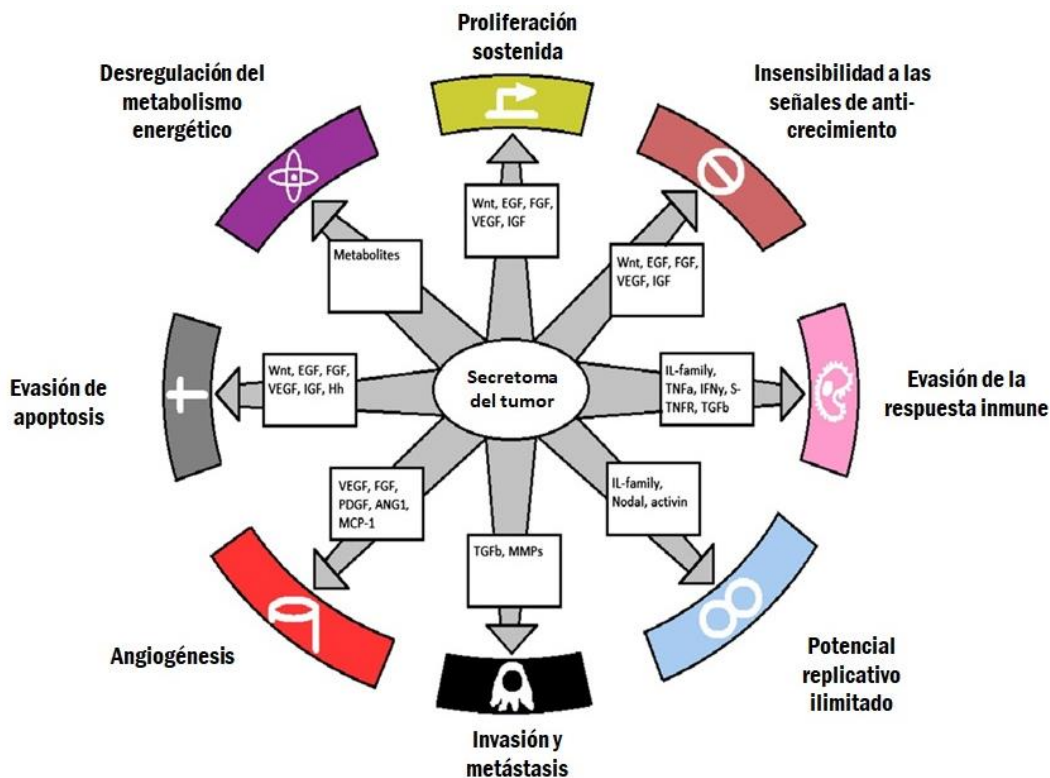 Proliferación
sostenida
Desregulación del
metabolismo
energético
Insensibilidad a las
señales de anti-
crecimiento
Wnt, EGF, FGF,
VEGF, IGF
Metabolites
Wnt, EGF, FGF,
VEGF, IGF
Evasión de
apoptosis
Wnt, EGF, FGF,
VEGF, IGF, Hh
Secretoma
del tumor
IL-family,
TNFa, IFNy, S-
TNFR, TGFb
Evasión de la
respuesta inmune
VEGF, FGF,
PDGF, ANG1,
MCP-1
TGFb, MMPs
IL-family,
Nodal, activin
Angiogénesis
Invasión y
metástasis
Potencial
replicativo
ilimitado